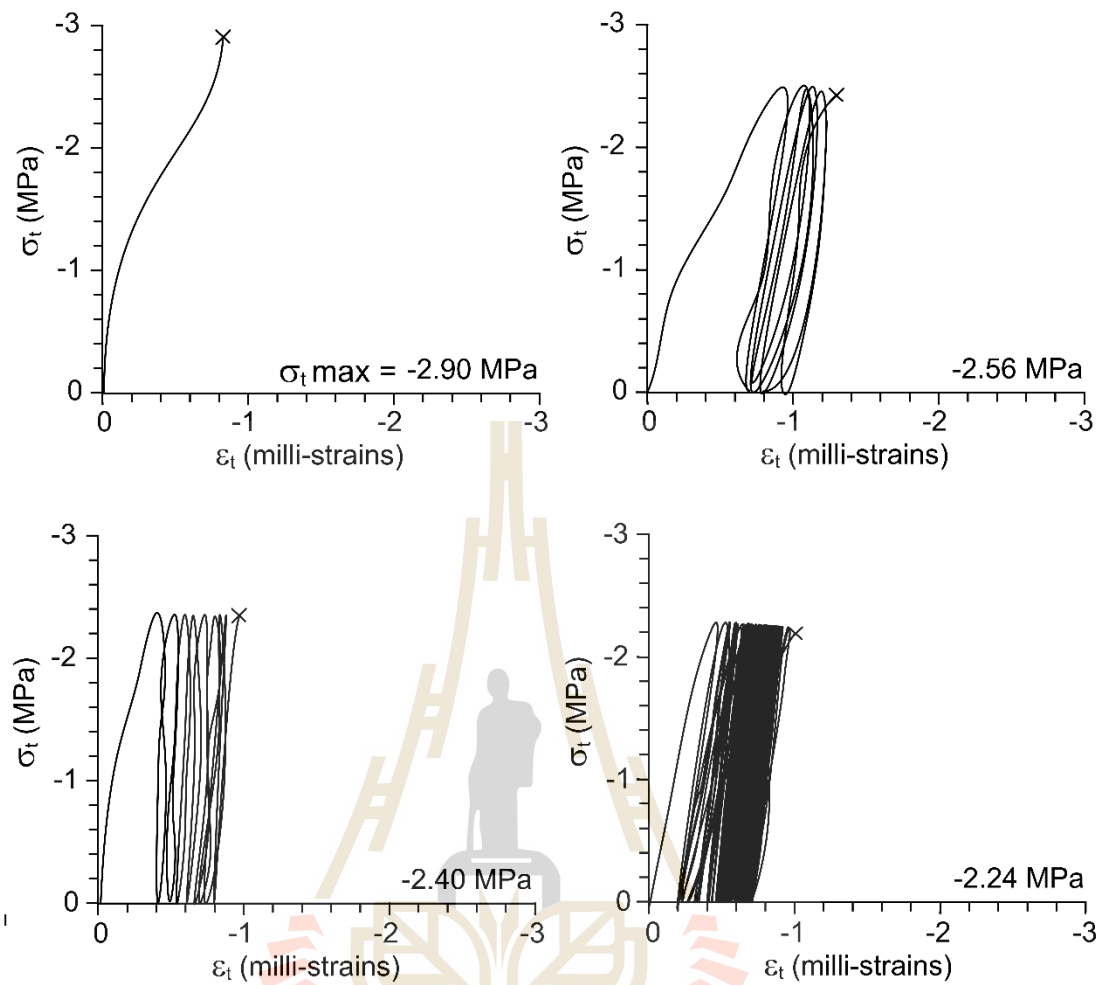 -3
-2
-1
0
σt (MPa)
σt max = -2.90 MPa
0 -1 -2 -3
εt (milli-strains)
-3
-2
-1
0
σt (MPa)
-2.56 MPa
0 -1 -2 -3
εt (milli-strains)
-3
-2
-1
0
σt (MPa)
-2.40 MPa
0 -1 -2 -3
εt (milli-strains)
-3
-2
-1
0
σt (MPa)
-2.24 MPa
0 -1 -2 -3
εt (milli-strains)